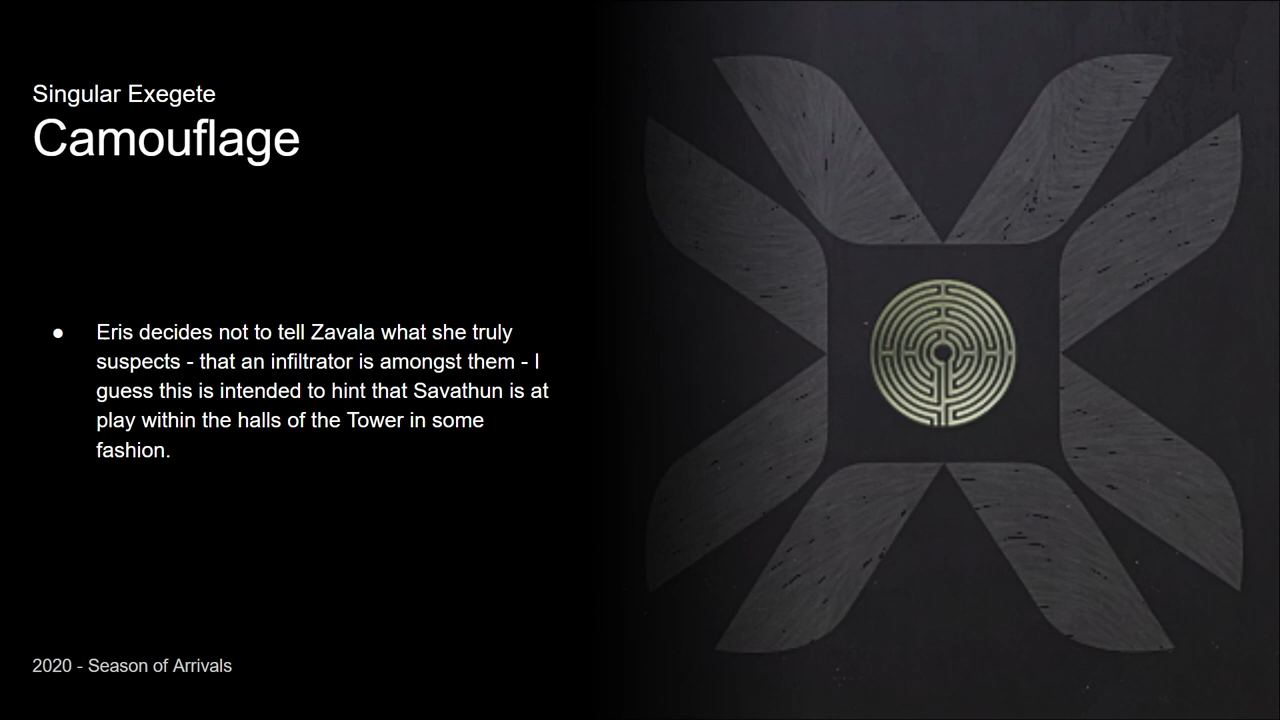 Singular Exegete
Camouflage
● Eris decides not to tell Zavala what she truly
suspects - that an infiltrator is amongst them - I
guess this is intended to hint that Savathun is at
play within the halls of the Tower in some
fashion.
2020 - Season of Arrivals